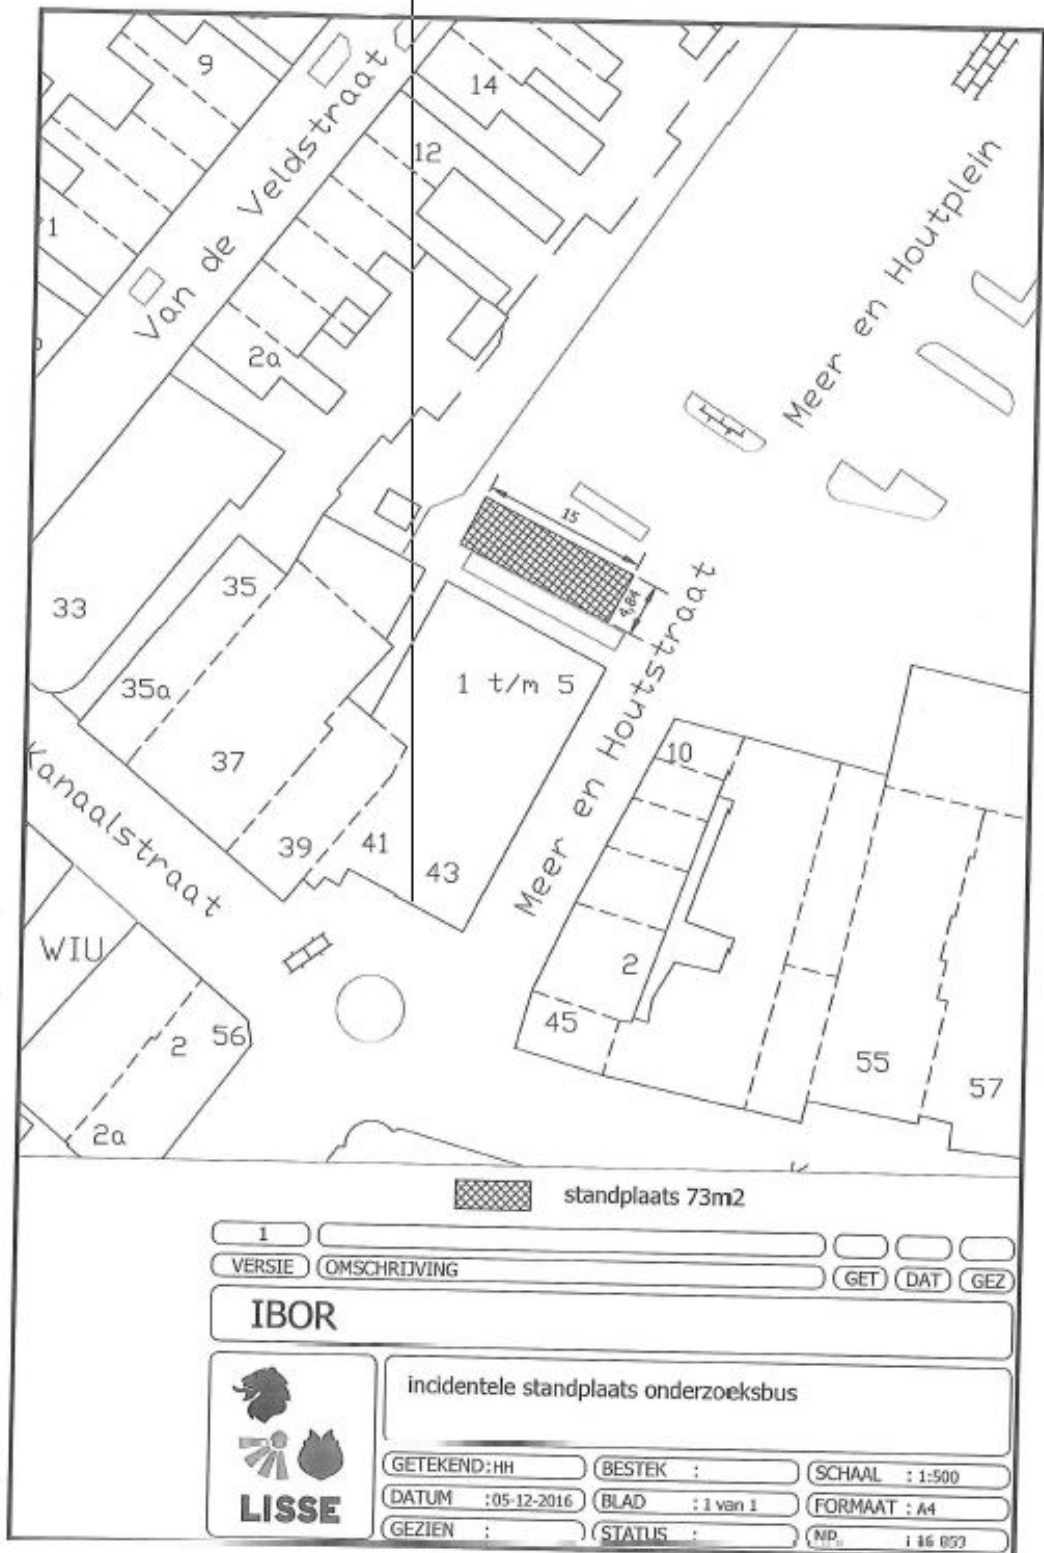 9
14
Van de Veldstraat
12
1
Meer en Houtplein
2a
15
4,84
33
35
35a
1 t/m 5
Meer en Houtstraat
37
10
Kanaalstraat
39
41
43
WIU
2
45
56
2
55
57
2a
standplaats 73m2
1
VERSIE OMSCHRIJVING GET DAT GEZ
IBOR
incidentele standplaats onderzoeksbus
LISSE
GETEKEND:HH BESTEK : SCHAAL : 1:500
DATUM :05-12-2016 BLAD : 1 van 1 FORMAAT : A4
GEZIEN : STATUS : NR. : 16 053